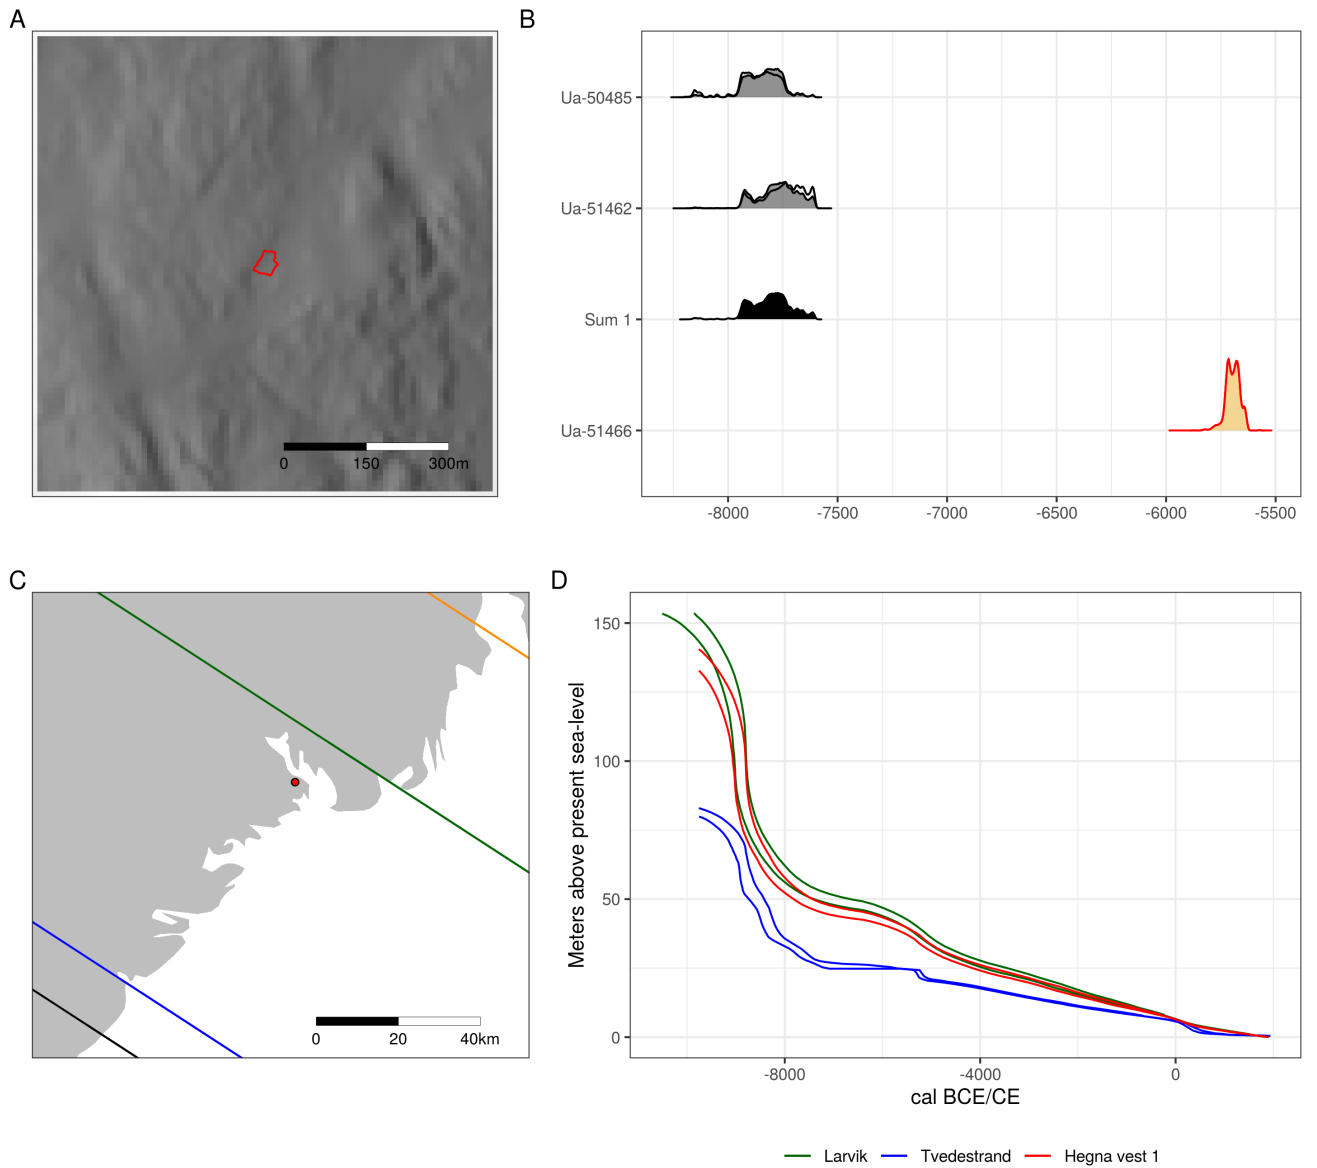 A
B
Ua-50485
Ua-51462
Sum 1
Ua-51466
0 150 300m
-8000 -7500 -7000 -6500 -6000 -5500
C
D
0 20 40km
Meters above present sea-level
150
100
50
0
-8000 -4000 0
cal BCE/CE
Larvik Tvedestrand Hegna vest 1